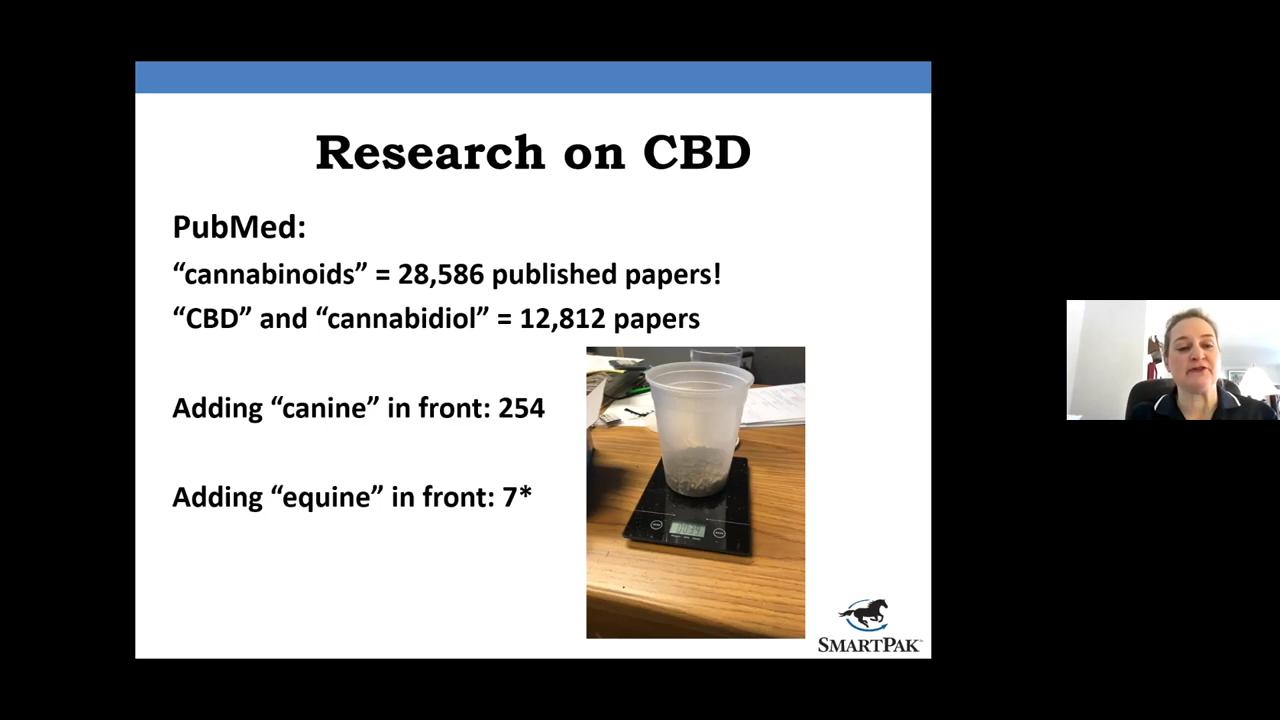 Research on CBD
PubMed:
“cannabinoids” = 28,586 published papers!
“CBD” and “cannabidiol” = 12,812 papers
Adding “canine” in front: 254
Adding “equine” in front: 7*
SMARTPAK